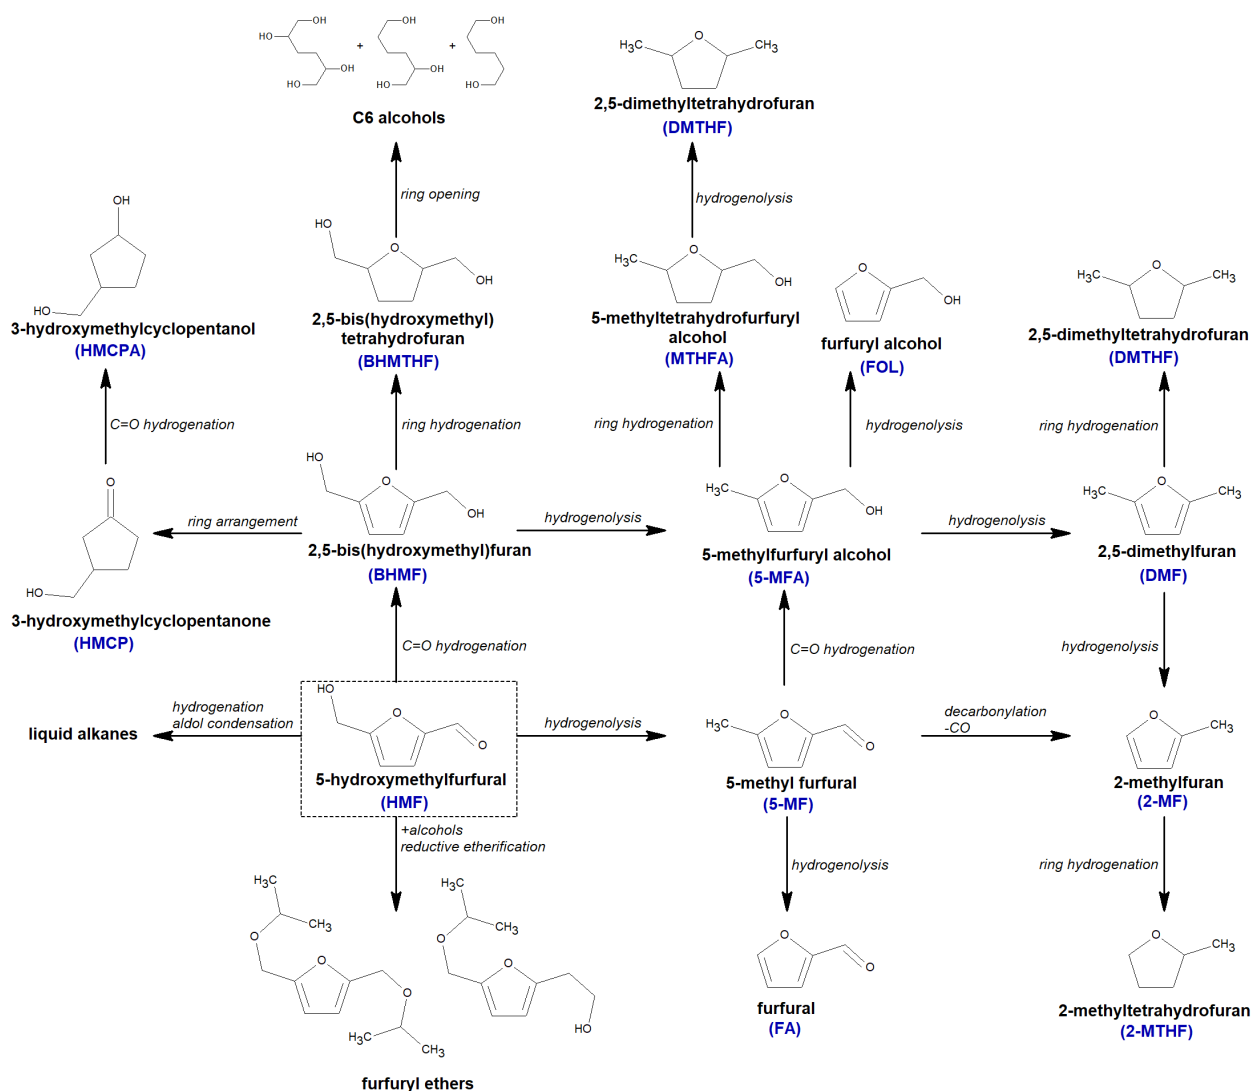 OH
HO
+
OH
HO
OH
+
OH
OH
HO
OH
HO
C6 alcohols
O
H₃C
CH₃
2,5-dimethyltetrahydrofuran
(DMTHF)
ring opening
hydrogenolysis
OH
HO
3-hydroxymethylcyclopentanol
(HMCPA)
HO
O
OH
2,5-bis(hydroxymethyl)
tetrahydrofuran
(BHMTHF)
O
H₃C
OH
5-methyltetrahydrofurfuryl
alcohol
(MTHFA)
O
OH
furfuryl alcohol
(FOL)
O
H₃C
CH₃
2,5-dimethyltetrahydrofuran
(DMTHF)
C=O hydrogenation
ring hydrogenation
ring hydrogenation
hydrogenolysis
ring hydrogenation
O
HO
3-hydroxymethylcyclopentanone
(HMCP)
ring arrangement
HO
O
OH
2,5-bis(hydroxymethyl)furan
(BHMF)
hydrogenolysis
O
H₃C
OH
5-methylfurfuryl alcohol
(5-MFA)
hydrogenolysis
O
H₃C
CH₃
2,5-dimethylfuran
(DMF)
C=O hydrogenation
C=O hydrogenation
hydrogenolysis
liquid alkanes
hydrogenation
aldol condensation
HO
O
O
5-hydroxymethylfurfural
(HMF)
hydrogenolysis
O
H₃C
O
5-methyl furfural
(5-MF)
decarbonylation
-CO
O
CH₃
2-methylfuran
(2-MF)
+alcohols
reductive etherification
hydrogenolysis
ring hydrogenation
H₃C
CH₃
O
O
O
H₃C
CH₃
H₃C
CH₃
O
O
HO
furfuryl ethers
O
O
furfural
(FA)
O
CH₃
2-methyltetrahydrofuran
(2-MTHF)